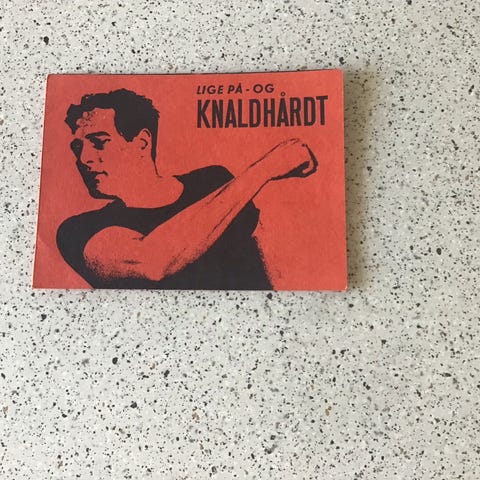 LIGE PÅ - OG
KNALDHÅRDT